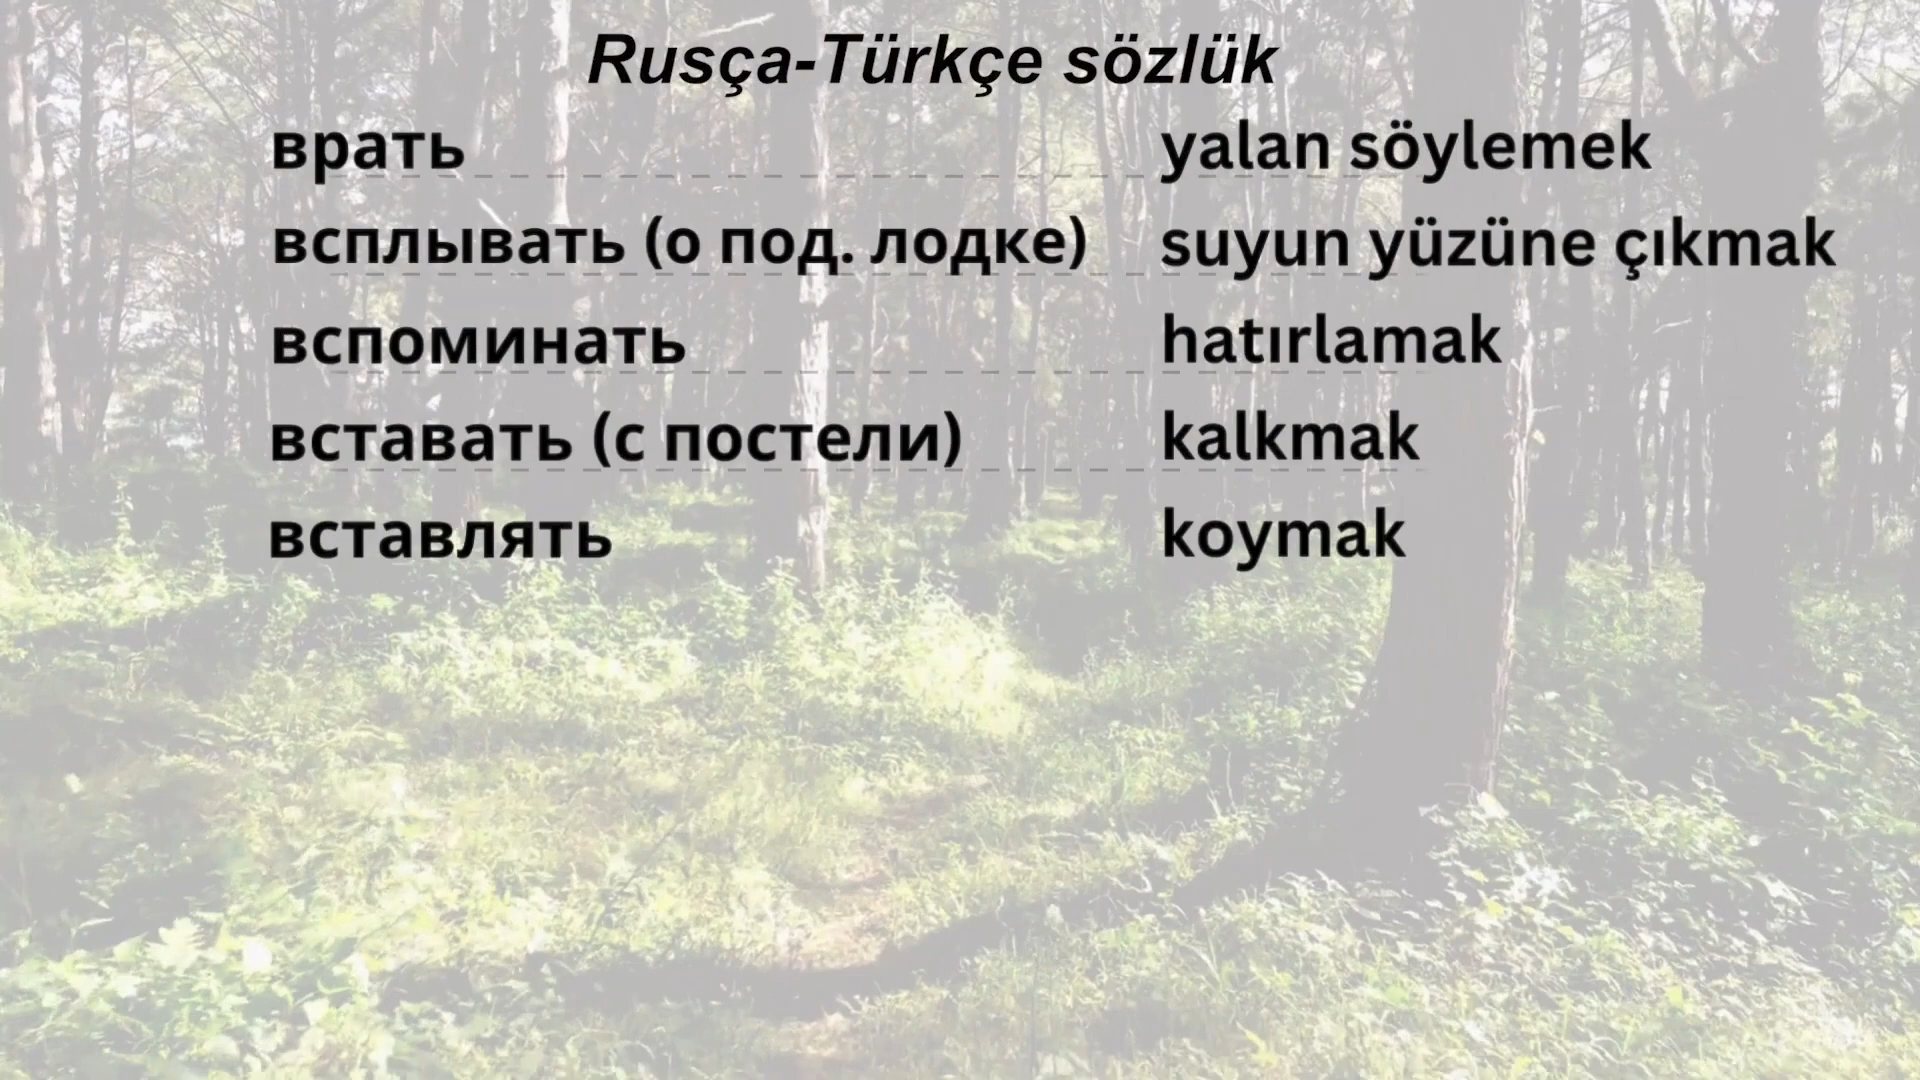 Rusça-Türkçe sözlük
врать yalan söylemek
всплывать (о под. лодке) suyun yüzüne çıkmak
вспоминать hatırlamak
вставать (с постели) kalkmak
вставлять koymak